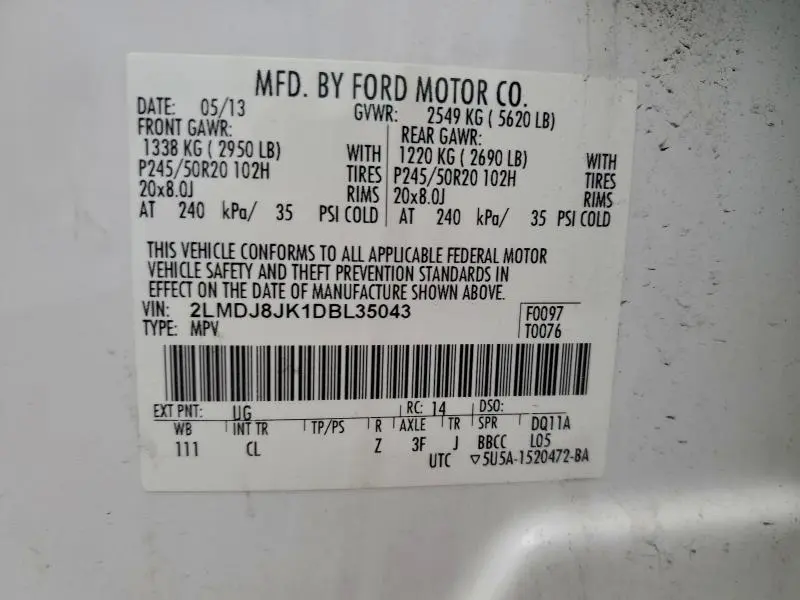 MFD. BY FORD MOTOR CO.
DATE: 05/13 GVWR: 2549 KG ( 5620 LB)
FRONT GAWR: REAR GAWR:
1338 KG ( 2950 LB) WITH 1220 KG ( 2690 LB) WITH
P245/50R20 102H TIRES P245/50R20 102H TIRES
20x8.0J RIMS 20x8.0J RIMS
AT 240 kPa/ 35 PSI COLD AT 240 kPa/ 35 PSI COLD
THIS VEHICLE CONFORMS TO ALL APPLICABLE FEDERAL MOTOR
VEHICLE SAFETY AND THEFT PREVENTION STANDARDS IN
EFFECT ON THE DATE OF MANUFACTURE SHOWN ABOVE.
VIN: 2LMDJ8JK1DBL35043 F0097
TYPE: MPV T0076
EXT PNT: UG RC: 14 DSO:
WB INT TR TP/PS R AXLE TR SPR DQ11A
111 CL Z 3F J BBCC L05
UTC ▽5U5A-1520472-BA